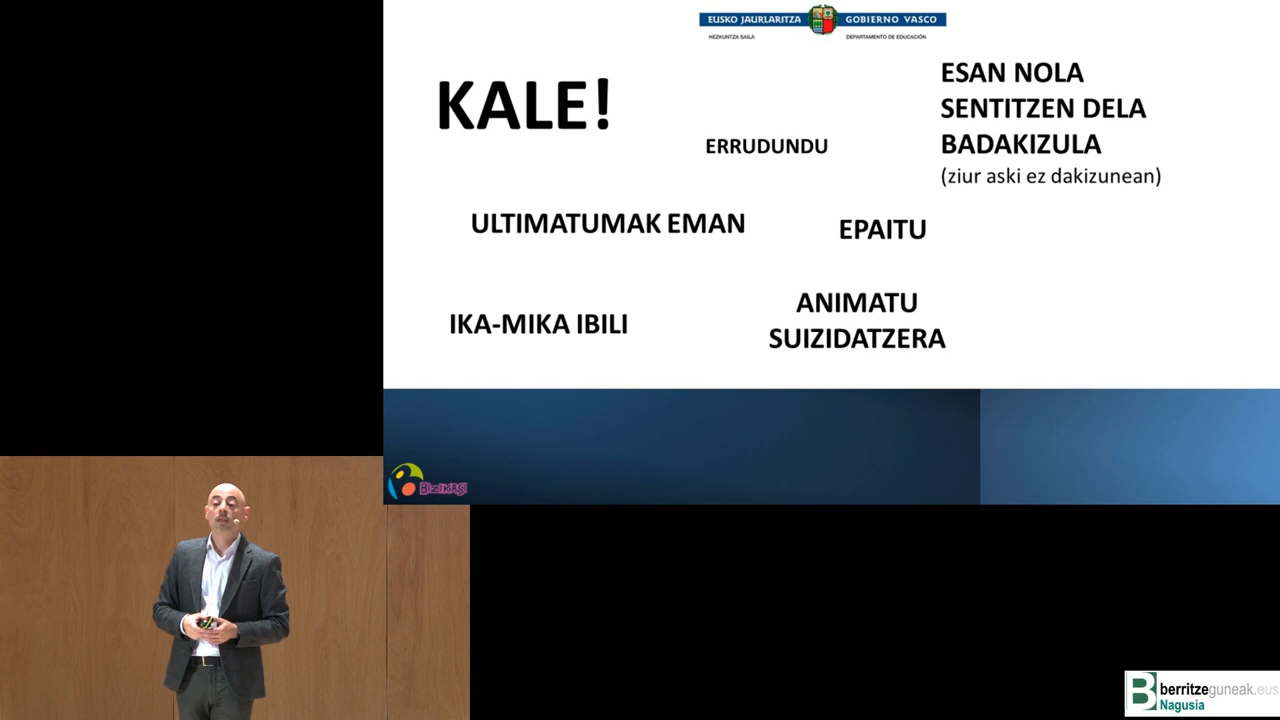 EUSKO JAURLARITZA
GOBIERNO VASCO
HEZKUNTZA SAILA
DEPARTAMENTO DE EDUCACIÓN
KALE!
ERRUDUNDU
ESAN NOLA
SENTITZEN DELA
BADAKIZULA
(ziur aski ez dakizunean)
ULTIMATUMAK EMAN
EPAITU
IKA-MIKA IBILI
ANIMATU
SUIZIDATZERA
BIZIKASI
berritzeguneak.eus
Nagusia